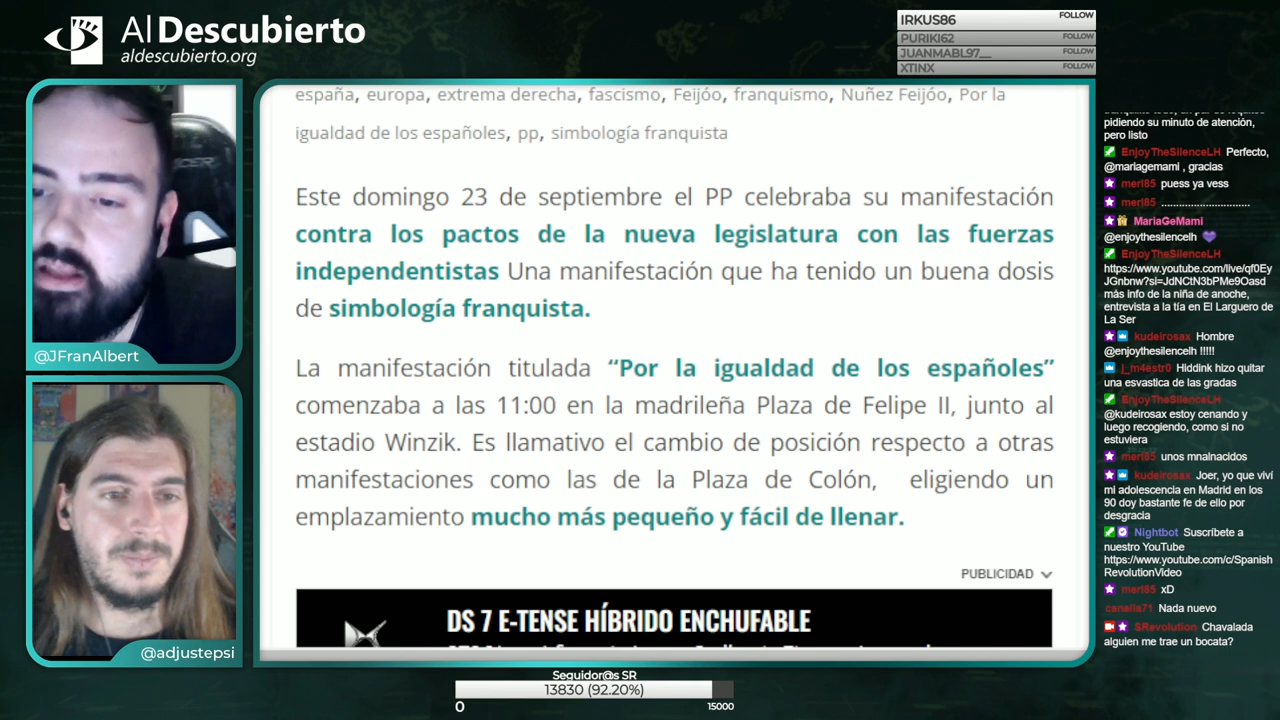 Al Descubierto
aldescubierto.org
IRKUS86 FOLLOW
PURIKI62 FOLLOW
JUANMABL97__ FOLLOW
XTINX FOLLOW
@JFranAlbert
@adjustepsi
españa, europa, extrema derecha, fascismo, Feijóo, franquismo, Nuñez Feijóo, Por la
igualdad de los españoles, pp, simbología franquista
Este domingo 23 de septiembre el PP celebraba su manifestación
contra los pactos de la nueva legislatura con las fuerzas
independentistas Una manifestación que ha tenido un buena dosis
de simbología franquista.
La manifestación titulada “Por la igualdad de los españoles”
comenzaba a las 11:00 en la madrileña Plaza de Felipe II, junto al
estadio Winzik. Es llamativo el cambio de posición respecto a otras
manifestaciones como las de la Plaza de Colón, eligiendo un
emplazamiento mucho más pequeño y fácil de llenar.
PUBLICIDAD
DS 7 E-TENSE HÍBRIDO ENCHUFABLE
pidiendo su minuto de atención,
pero listo
EnjoyTheSilenceLH Perfecto,
@mariagemami , gracias
merl85 puess ya vess
merl85 ..............................
MariaGeMami
@enjoythesilencelh
EnjoyTheSilenceLH
https://www.youtube.com/live/qf0Ey
JGnbnw?si=JdNCtN3bPMe9Oasd
más info de la niña de anoche,
entrevista a la tía en El Larguero de
La Ser
kudeirosax Hombre
@enjoythesilencelh !!!!!
j_m4estr0 Hiddink hizo quitar
una esvastica de las gradas
EnjoyTheSilenceLH
@kudeirosax estoy cenando y
luego recogiendo, como si no
estuviera
merl85 unos mnalnacidos
kudeirosax Joer, yo que viví
mi adolescencia en Madrid en los
90 doy bastante fe de ello por
desgracia
Nightbot Suscríbete a
nuestro YouTube
https://www.youtube.com/c/Spanish
RevolutionVideo
merl85 xD
canalla71 Nada nuevo
SRevolution Chavalada
alguien me trae un bocata?
Seguidor@s SR
13830 (92.20%)
0 15000